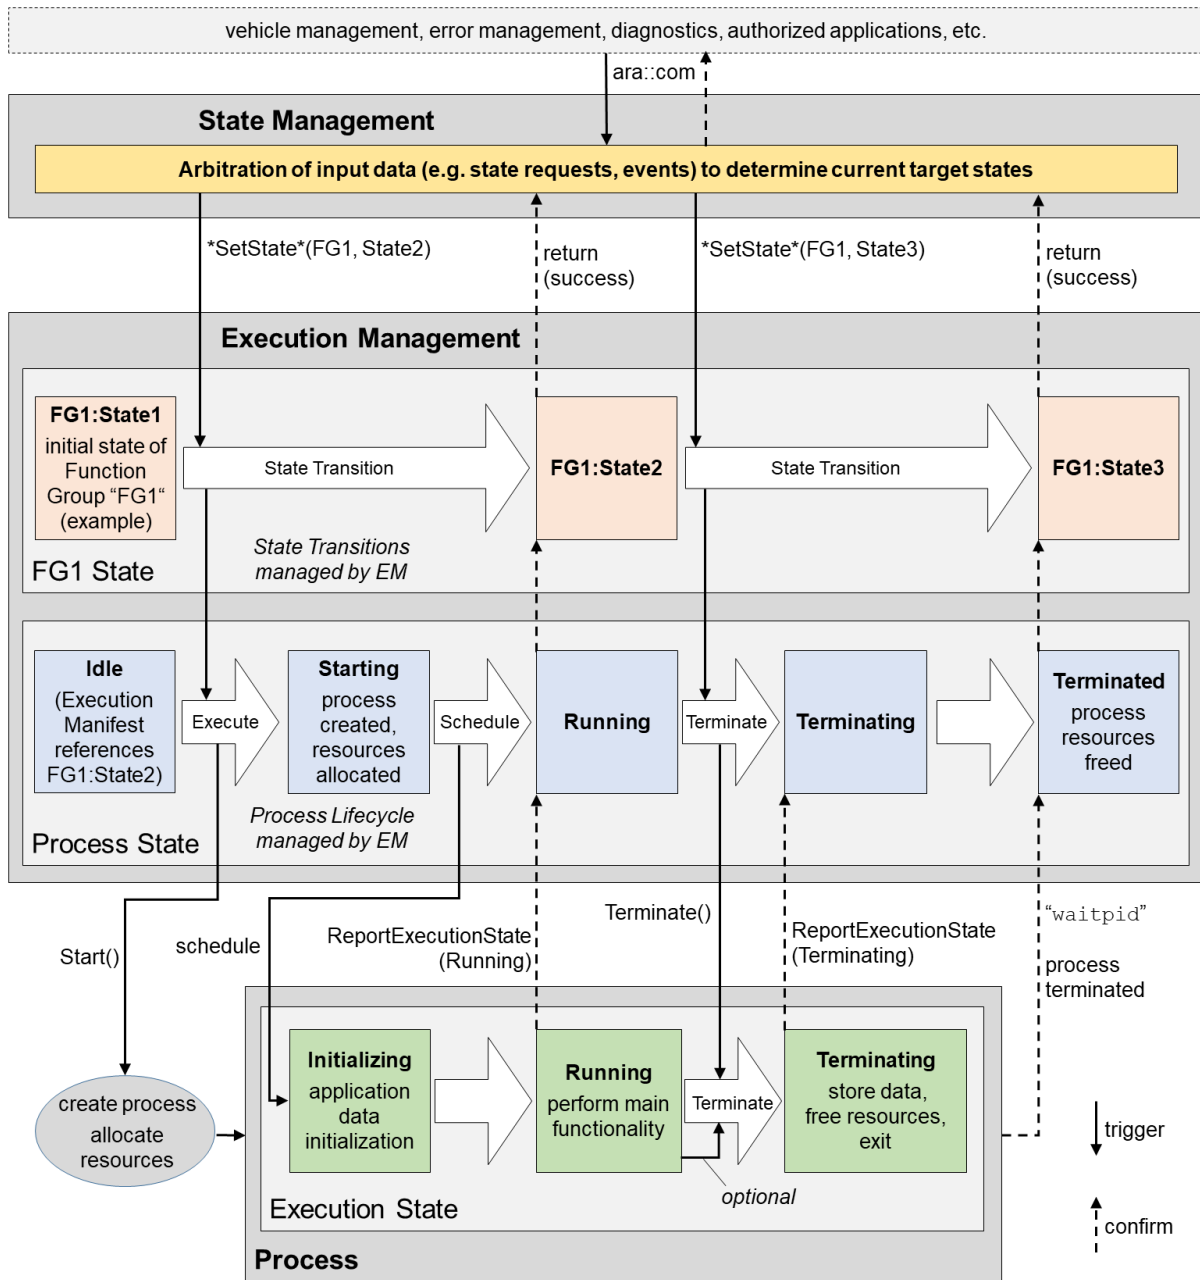 vehicle management, error management, diagnostics, authorized applications, etc.
ara::com
State Management
Arbitration of input data (e.g. state requests, events) to determine current target states
*SetState*(FG1, State2)
return
(success)
*SetState*(FG1, State3)
return
(success)
Execution Management
FG1:State1
initial state of
Function
Group “FG1“
(example)
State Transition
FG1:State2
State Transition
FG1:State3
State Transitions
managed by EM
FG1 State
Idle
(Execution
Manifest
references
FG1:State2)
Execute
Starting
process
created,
resources
allocated
Schedule
Running
Terminate
Terminating
Terminated
process
resources
freed
Process Lifecycle
managed by EM
Process State
Start()
schedule
ReportExecutionState
(Running)
Terminate()
ReportExecutionState
(Terminating)
“waitpid”
process
terminated
create process
allocate
resources
Initializing
application
data
initialization
Running
perform main
functionality
Terminate
Terminating
store data,
free resources,
exit
optional
Execution State
Process
trigger
confirm